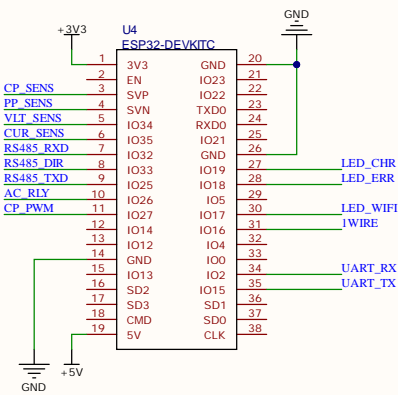 GND
+3V3
U4
ESP32-DEVKITC
1 3V3 GND 20
2 EN IO23 21
CP_SENS 3 SVP IO22 22
PP_SENS 4 SVN TXD0 23
VLT_SENS 5 IO34 RXD0 24
CUR_SENS 6 IO35 IO21 25
RS485_RXD 7 IO32 GND 26
RS485_DIR 8 IO33 IO19 27 LED_CHR
RS485_TXD 9 IO25 IO18 28 LED_ERR
AC_RLY 10 IO26 IO5 29
CP_PWM 11 IO27 IO17 30 LED_WIFI
12 IO14 IO16 31 1WIRE
13 IO12 IO4 32
14 GND IO0 33
15 IO13 IO2 34 UART_RX
16 SD2 IO15 35 UART_TX
17 SD3 SD1 36
18 CMD SD0 37
19 5V CLK 38
+5V
GND